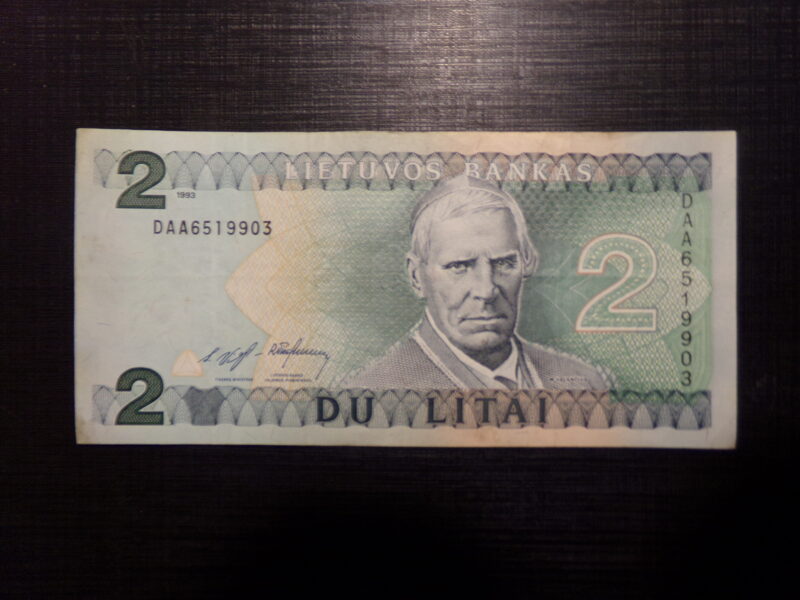 LIETUVOS BANKAS
2
1993
DAA6519903
DAA6519903
2
2
DU LITAI